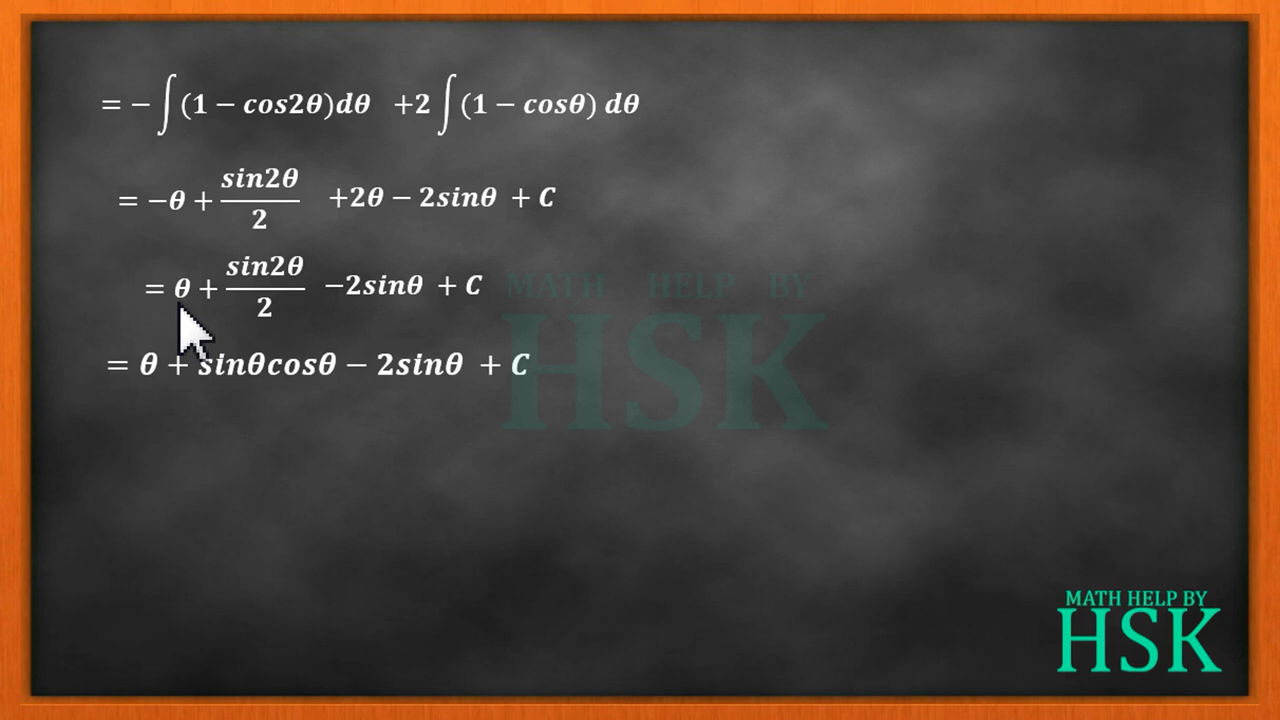 = − ∫ (1 − cos2θ)dθ +2 ∫ (1 − cosθ) dθ
= −θ + sin2θ/2 +2θ − 2sinθ + C
= θ + sin2θ/2 −2sinθ + C
= θ + sinθcosθ − 2sinθ + C
MATH HELP BY
HSK
MATH HELP BY
HSK